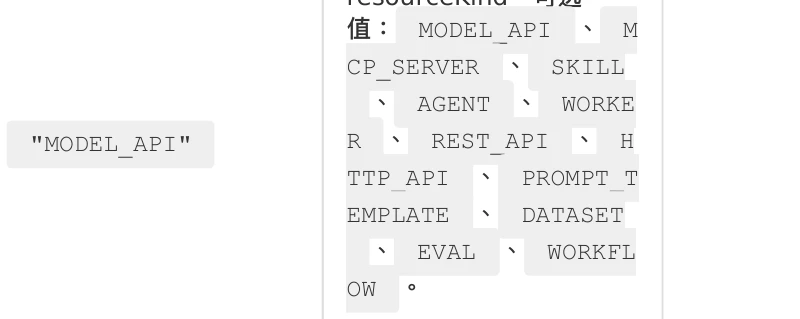 "MODEL_API"
resourceKind 可选
值： MODEL_API 、 M
CP_SERVER 、 SKILL
、 AGENT 、 WORKE
R 、 REST_API 、 H
TTP_API 、 PROMPT_T
EMPLATE 、 DATASET
、 EVAL 、 WORKFL
OW 。